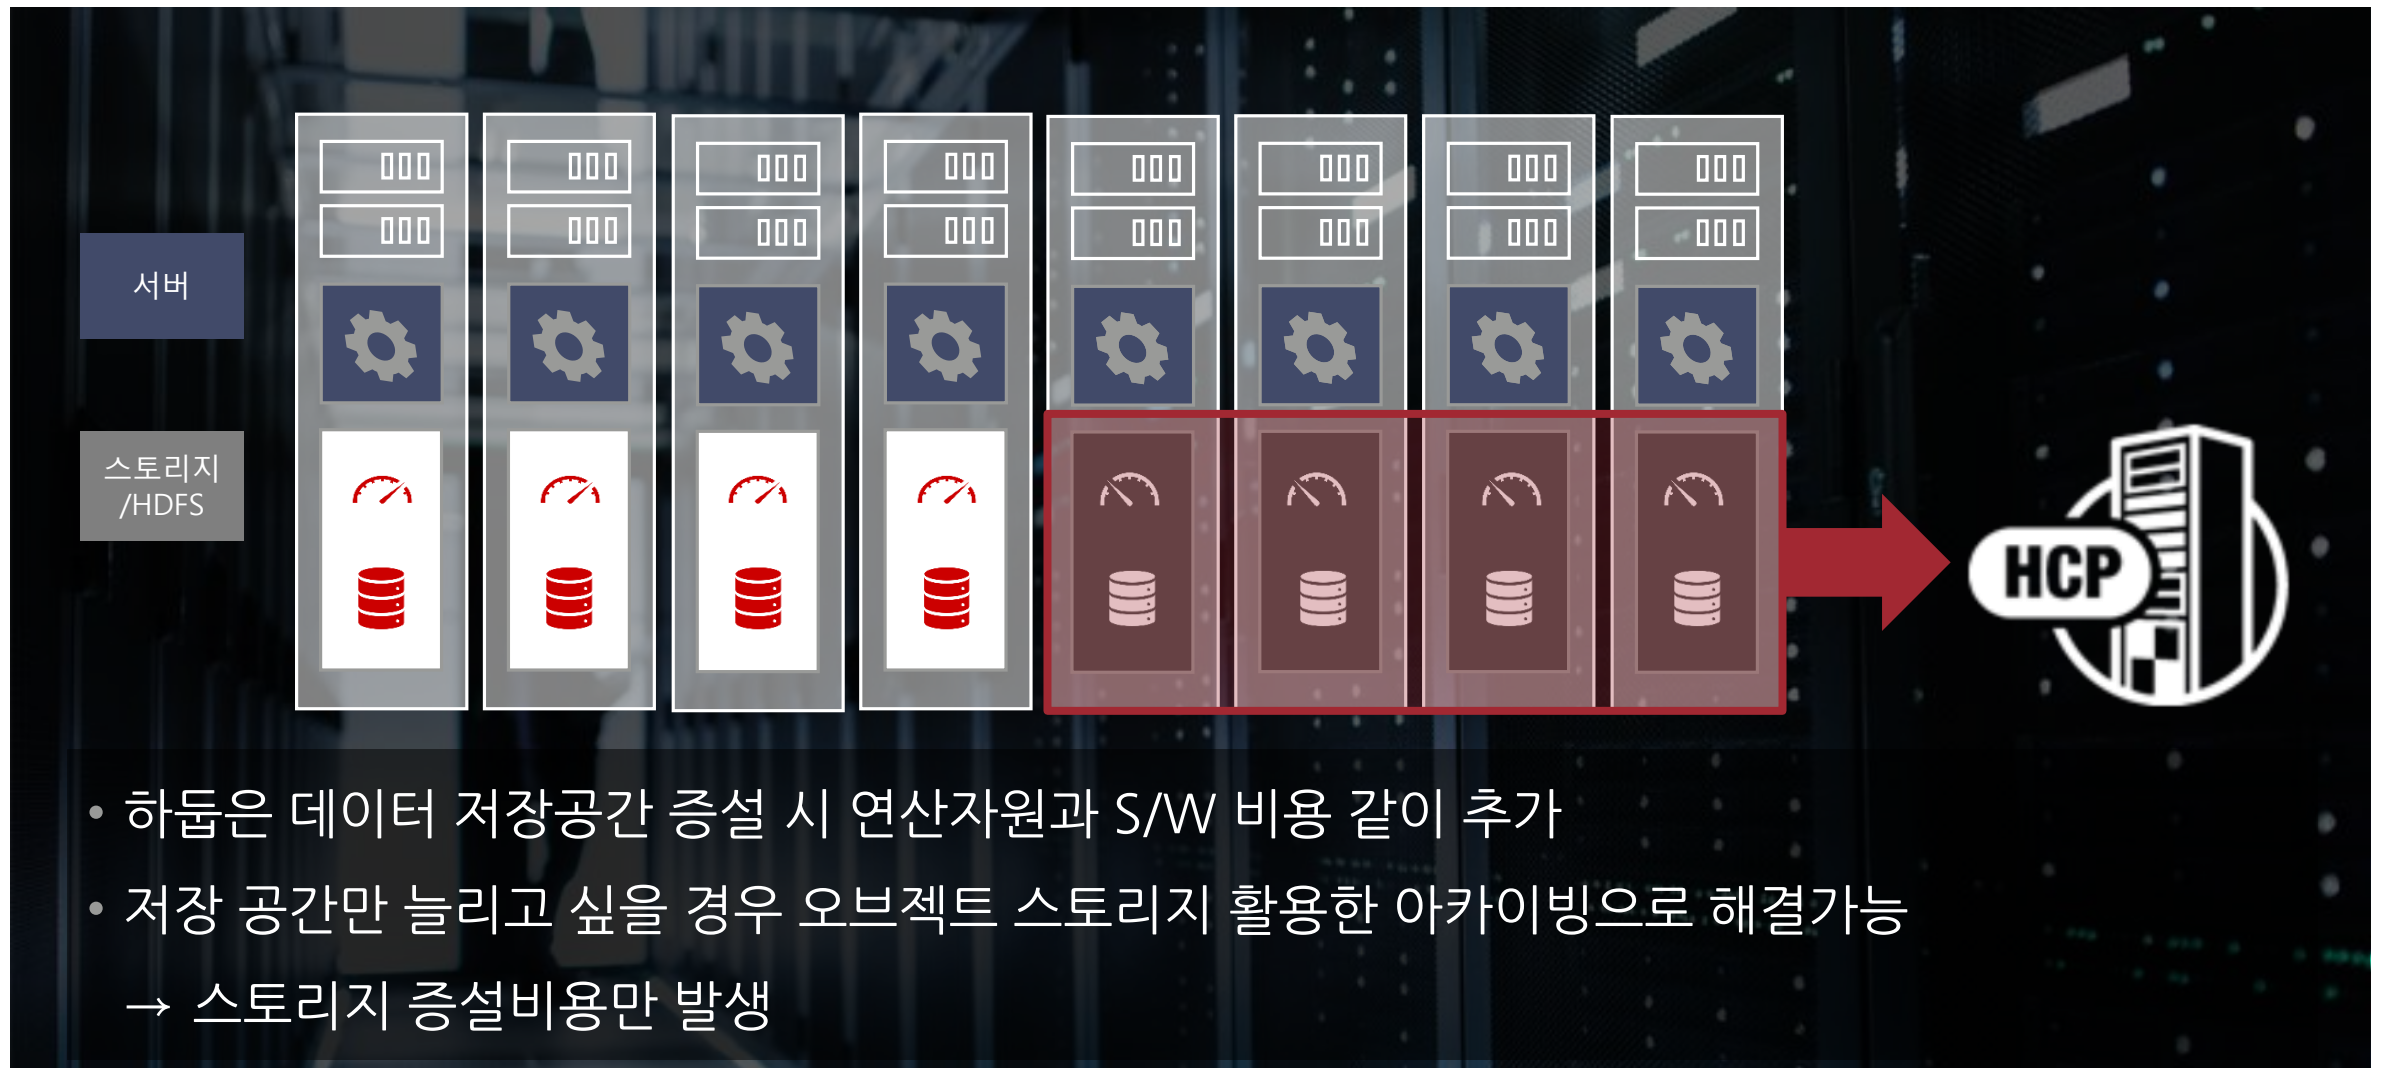 서버
스토리지
/HDFS
HCP
• 하둡은 데이터 저장공간 증설 시 연산자원과 S/W 비용 같이 추가
• 저장 공간만 늘리고 싶을 경우 오브젝트 스토리지 활용한 아카이빙으로 해결가능
→ 스토리지 증설비용만 발생